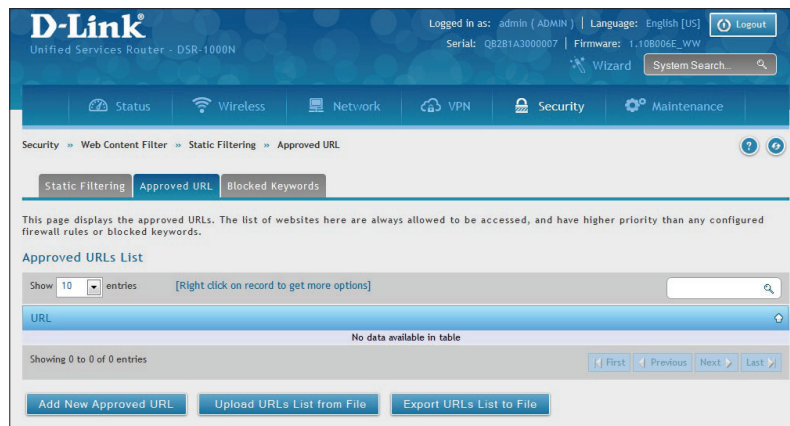 D-Link®
Logged in as: admin ( ADMIN ) | Language: English [US]
Logout
Unified Services Router - DSR-1000N
Serial: QB2B1A3000007 | Firmware: 1.10B006E_WW
Wizard
System Search...
Status
Wireless
Network
VPN
Security
Maintenance
Security » Web Content Filter » Static Filtering » Approved URL
?
Static Filtering
Approved URL
Blocked Keywords
This page displays the approved URLs. The list of websites here are always allowed to be accessed, and have higher priority than any configured
firewall rules or blocked keywords.
Approved URLs List
Show 10 entries
[Right click on record to get more options]
URL
No data available in table
Showing 0 to 0 of 0 entries
First
Previous
Next
Last
Add New Approved URL
Upload URLs List from File
Export URLs List to File